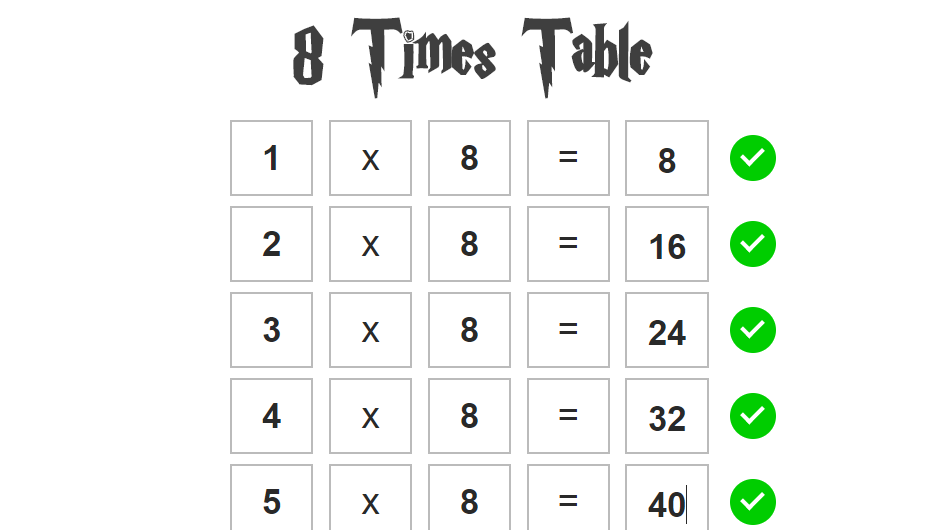 8 Times Table
1 x 8 = 8
2 x 8 = 16
3 x 8 = 24
4 x 8 = 32
5 x 8 = 40